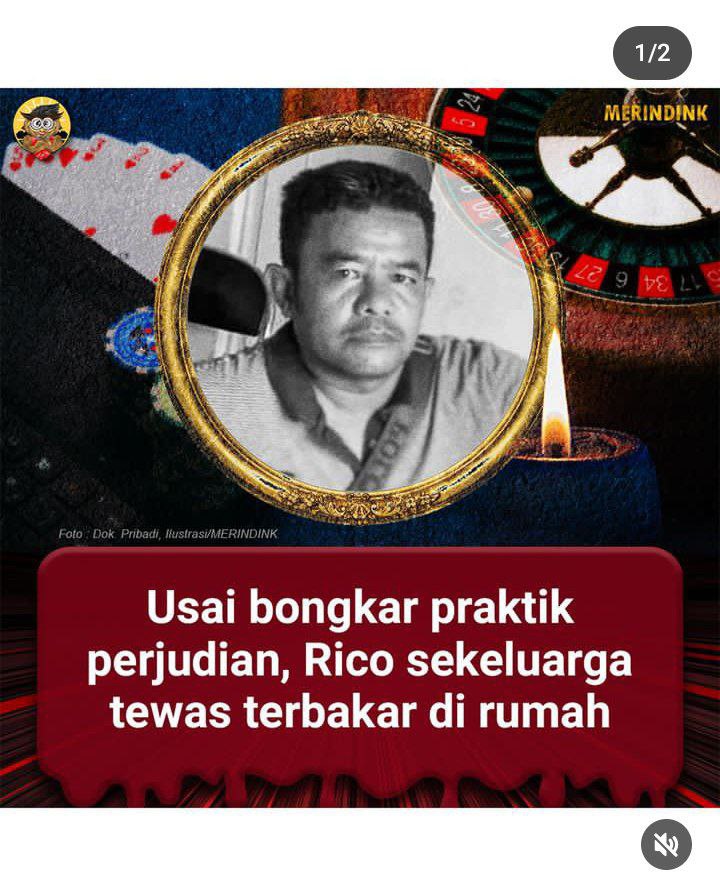 1/2
MERINDINK
Foto : Dok. Pribadi, Ilustrasi/MERINDINK
Usai bongkar praktik
perjudian, Rico sekeluarga
tewas terbakar di rumah